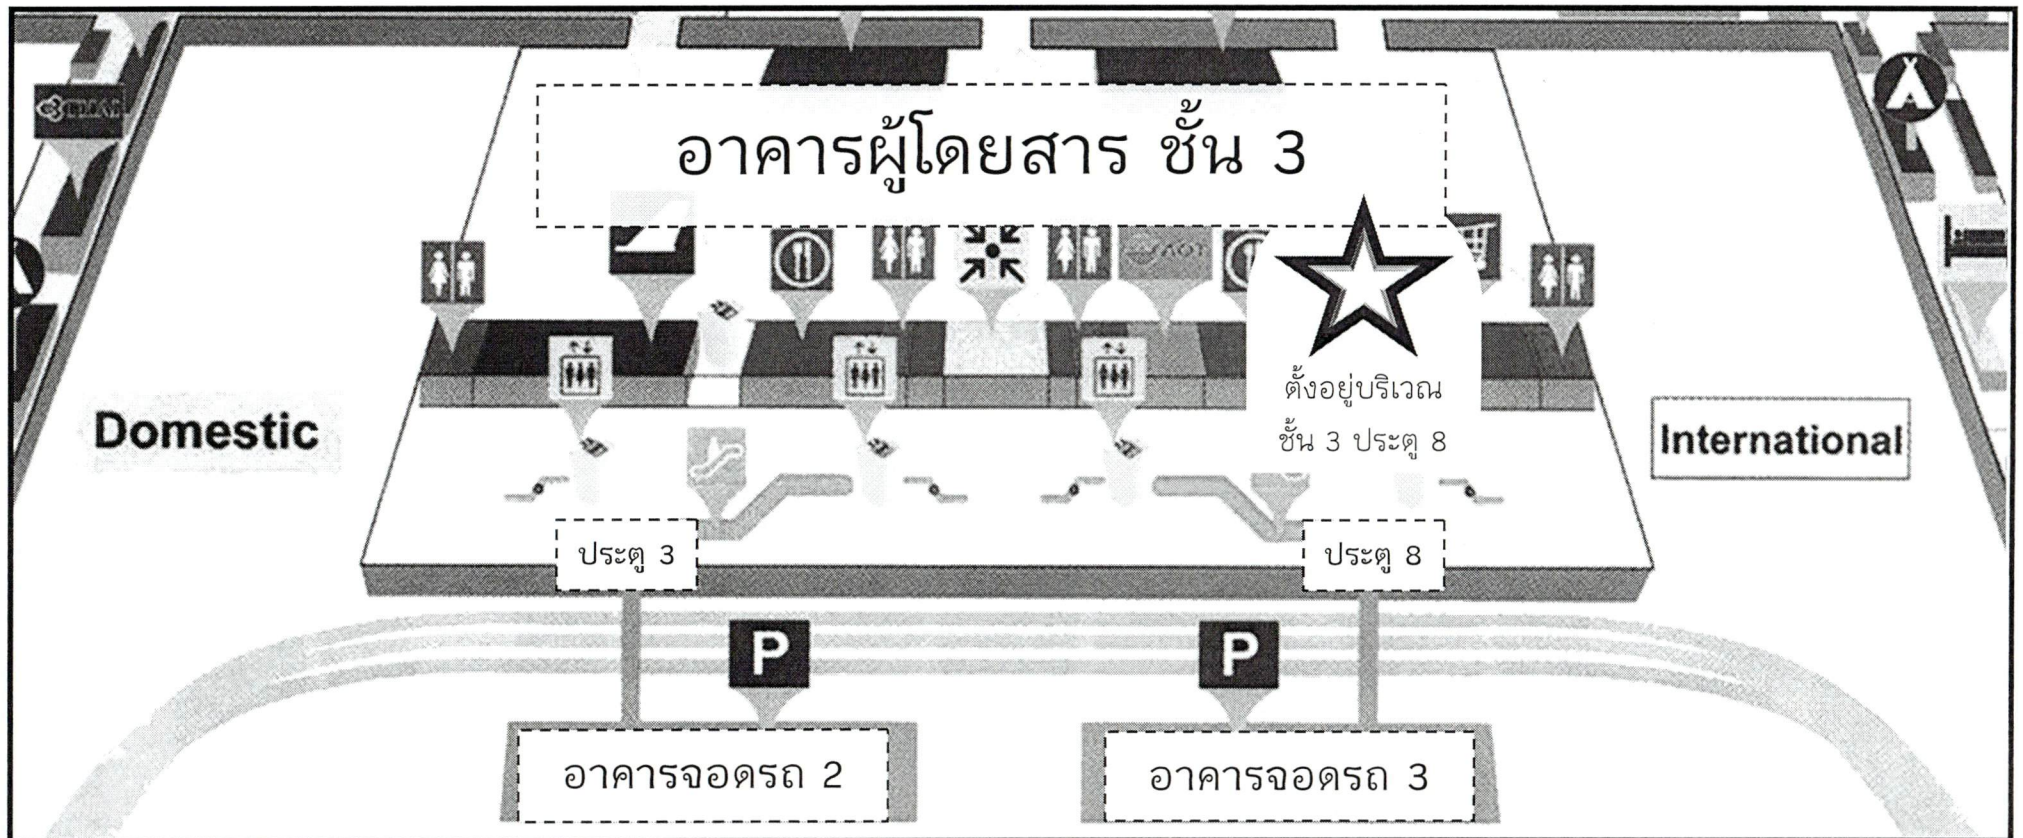 THAI
อาคารผู้โดยสาร ชั้น 3
AOT
ตั้งอยู่บริเวณ
ชั้น 3 ประตู 8
Domestic
International
ประตู 3
ประตู 8
P
P
อาคารจอดรถ 2
อาคารจอดรถ 3